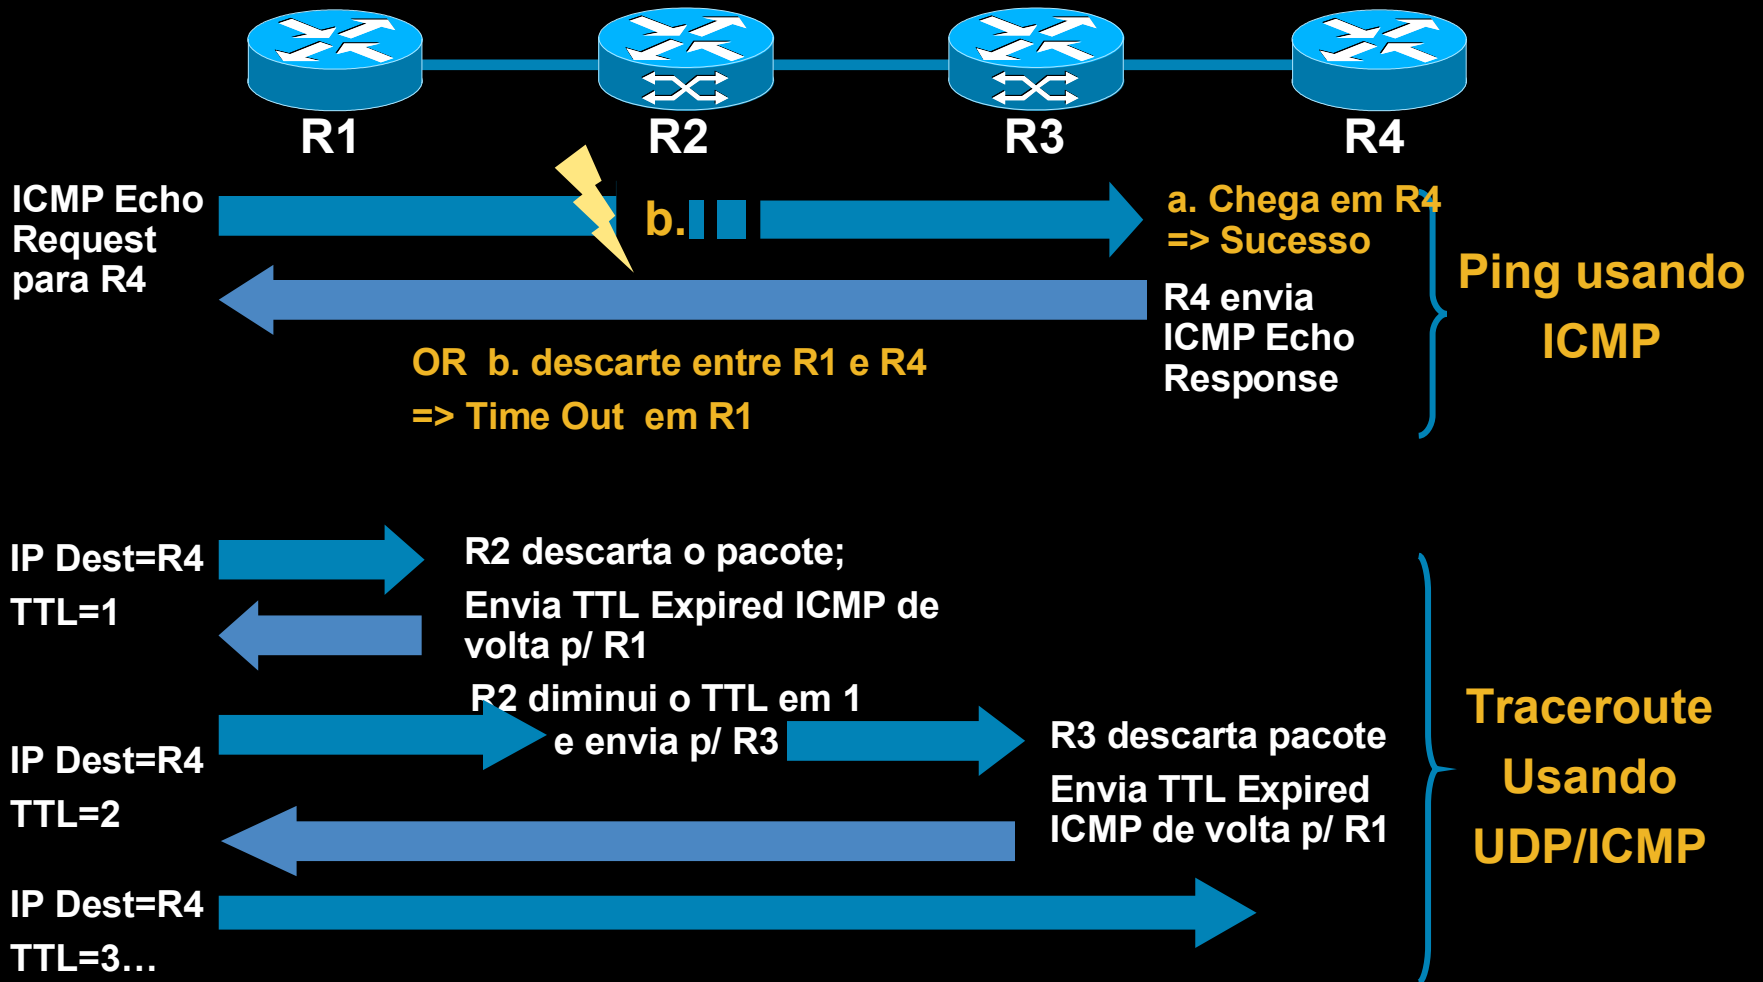 R1
R2
R3
R4
ICMP Echo
Request
para R4
b.
a. Chega em R4
=> Sucesso
R4 envia
ICMP Echo
Response
Ping usando
ICMP
OR b. descarte entre R1 e R4
=> Time Out em R1
IP Dest=R4
TTL=1
R2 descarta o pacote;
Envia TTL Expired ICMP de
volta p/ R1
R2 diminui o TTL em 1
e envia p/ R3
IP Dest=R4
TTL=2
R3 descarta pacote
Envia TTL Expired
ICMP de volta p/ R1
Traceroute
Usando
UDP/ICMP
IP Dest=R4
TTL=3…